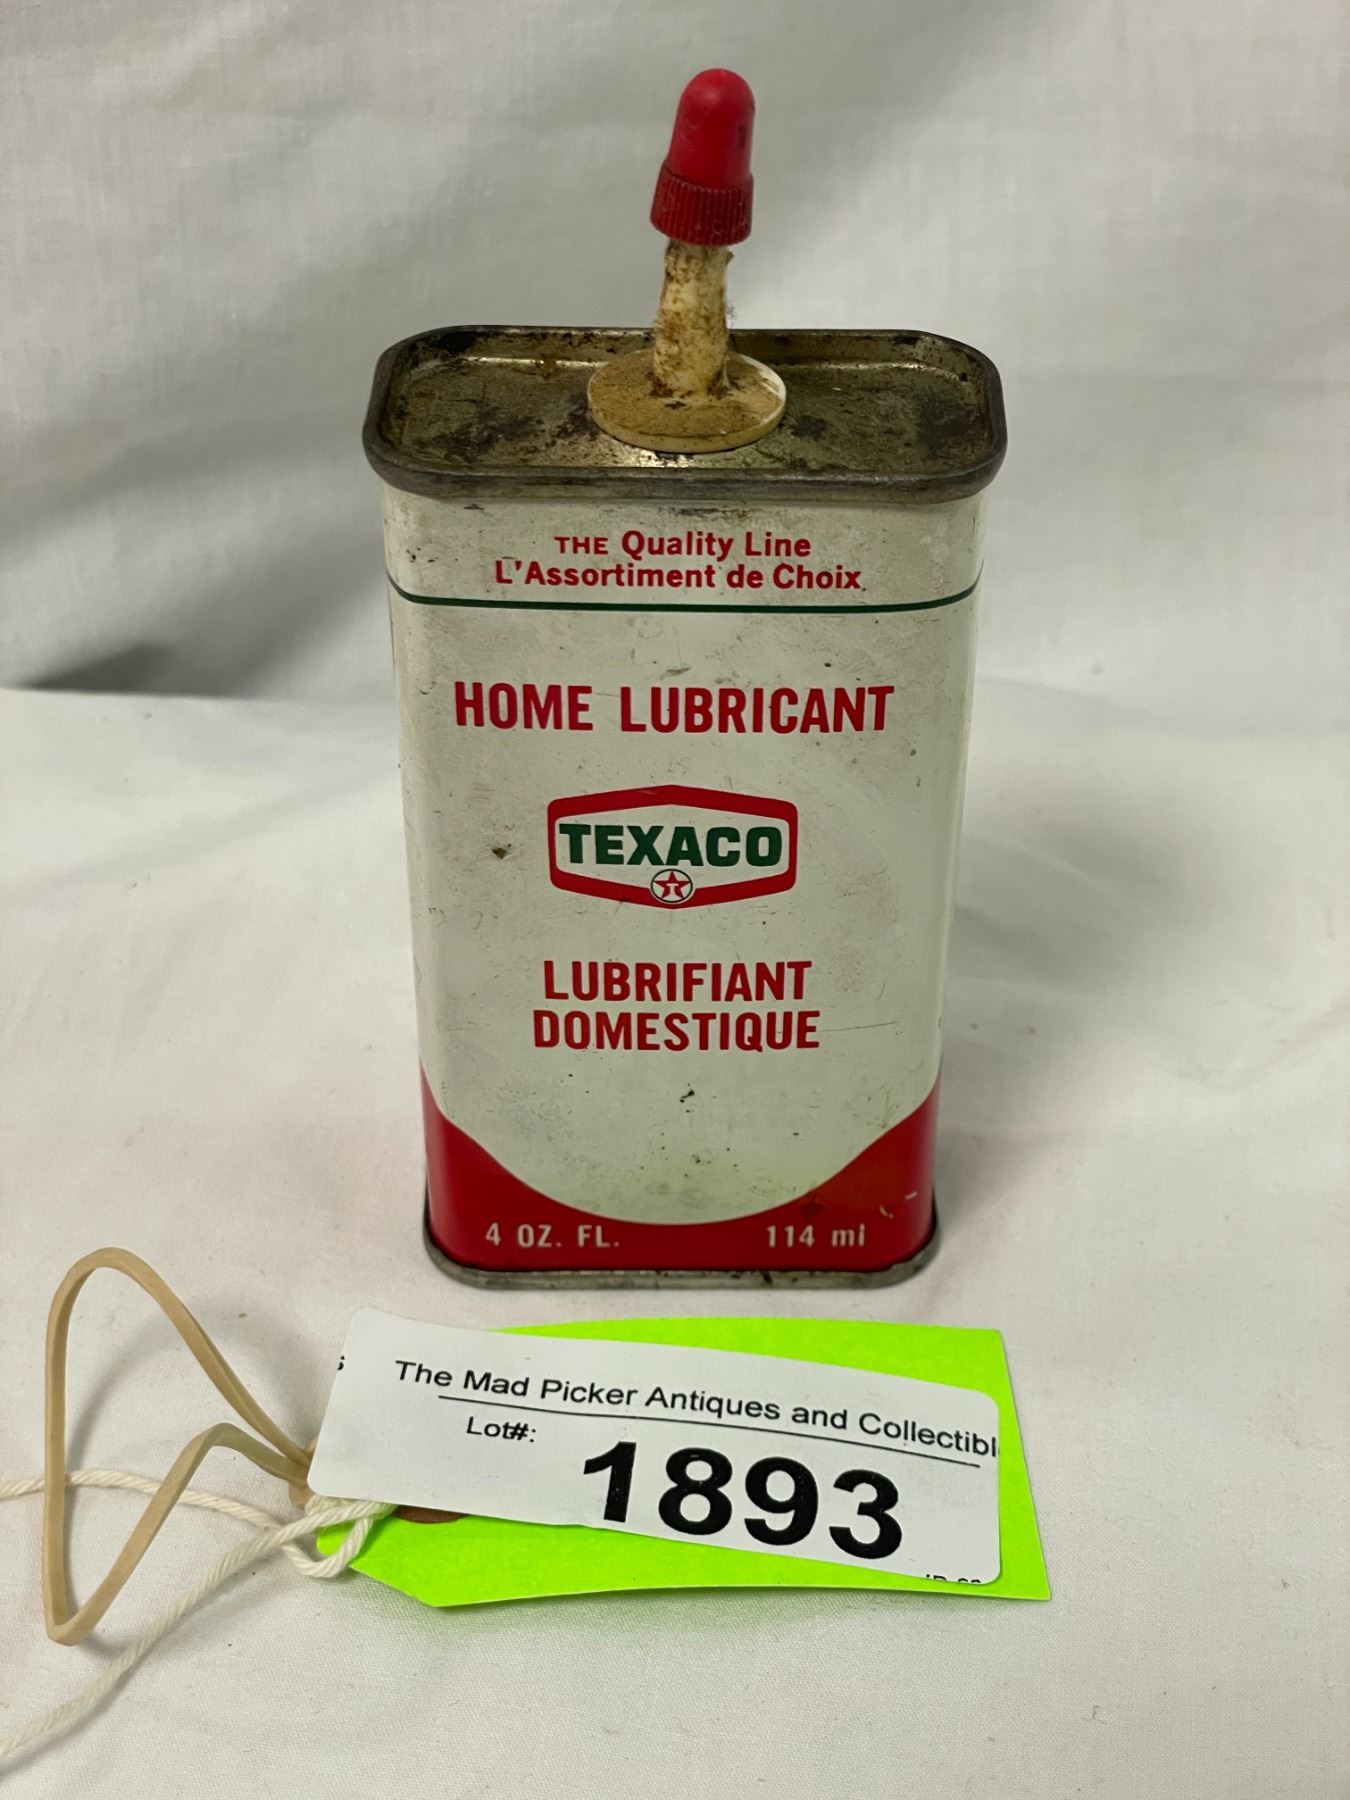 THE Quality Line
L'Assortiment de Choix
HOME LUBRICANT
TEXACO
T
LUBRIFIANT
DOMESTIQUE
4 OZ. FL. 114 ml
The Mad Picker Antiques and Collectibl
Lot#:
1893